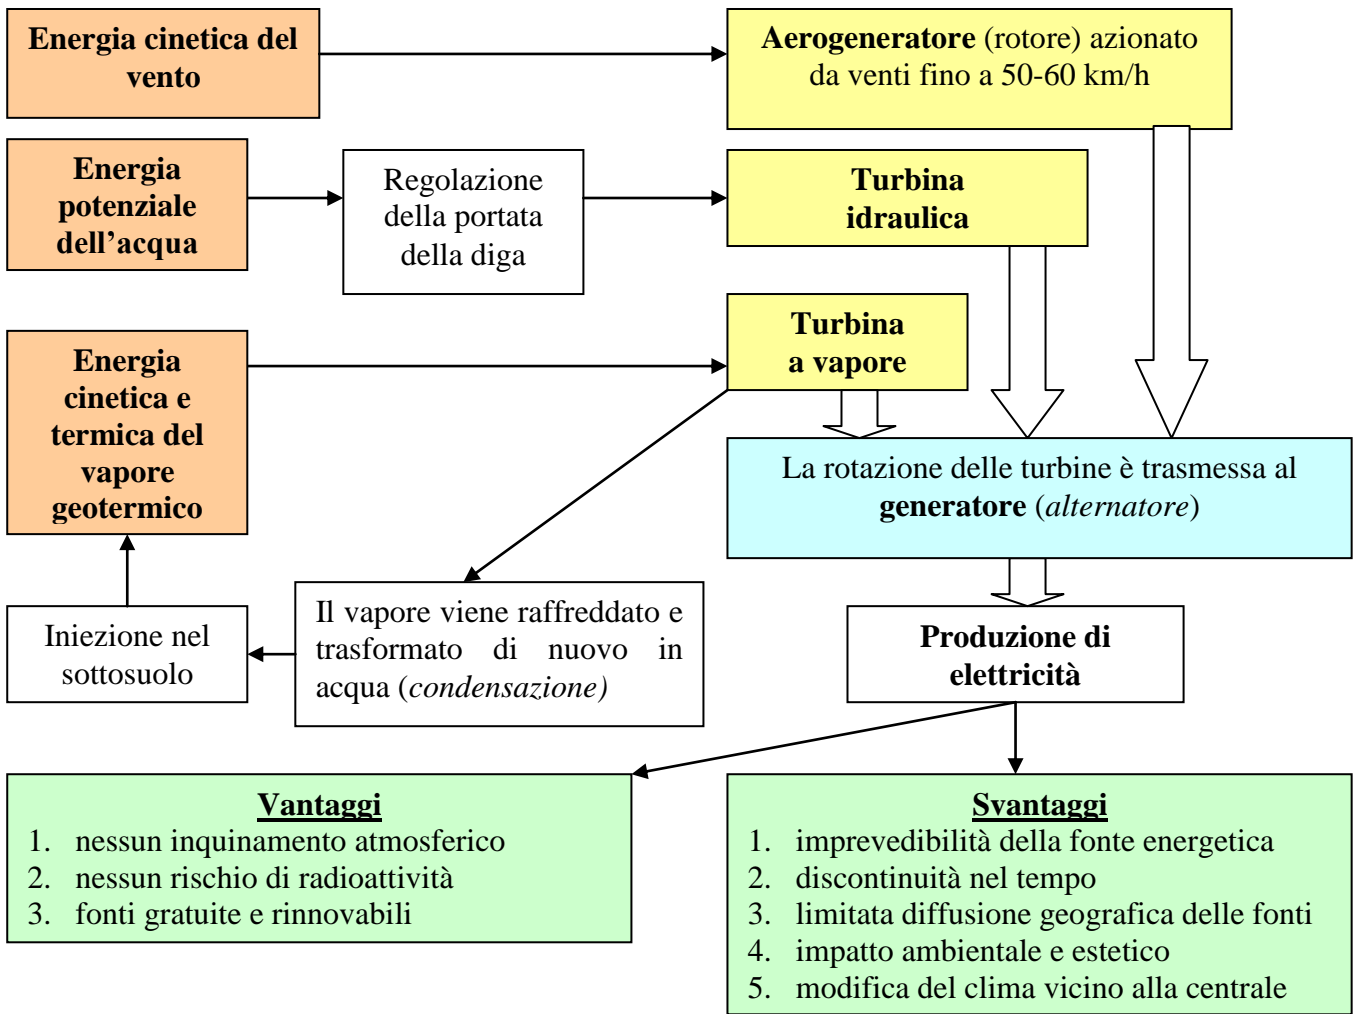 Energia cinetica del
vento
Aerogeneratore (rotore) azionato
da venti fino a 50-60 km/h
Energia
potenziale
dell’acqua
Regolazione
della portata
della diga
Turbina
idraulica
Energia
cinetica e
termica del
vapore
geotermico
Turbina
a vapore
La rotazione delle turbine è trasmessa al
generatore (alternatore)
Iniezione nel
sottosuolo
Il vapore viene raffreddato e
trasformato di nuovo in
acqua (condensazione)
Produzione di
elettricità
Vantaggi
1. nessun inquinamento atmosferico
2. nessun rischio di radioattività
3. fonti gratuite e rinnovabili
Svantaggi
1. imprevedibilità della fonte energetica
2. discontinuità nel tempo
3. limitata diffusione geografica delle fonti
4. impatto ambientale e estetico
5. modifica del clima vicino alla centrale